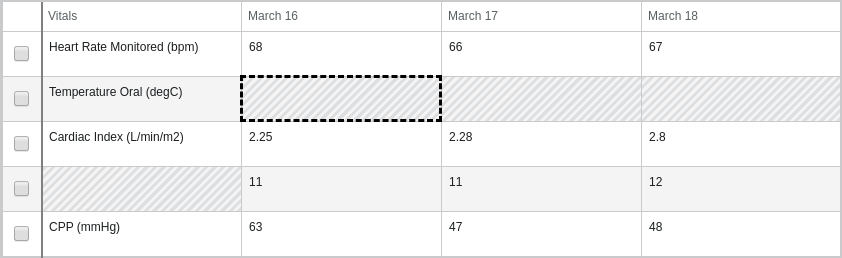 Vitals March 16 March 17 March 18
Heart Rate Monitored (bpm) 68 66 67
Temperature Oral (degC)
Cardiac Index (L/min/m2) 2.25 2.28 2.8
11 11 12
CPP (mmHg) 63 47 48